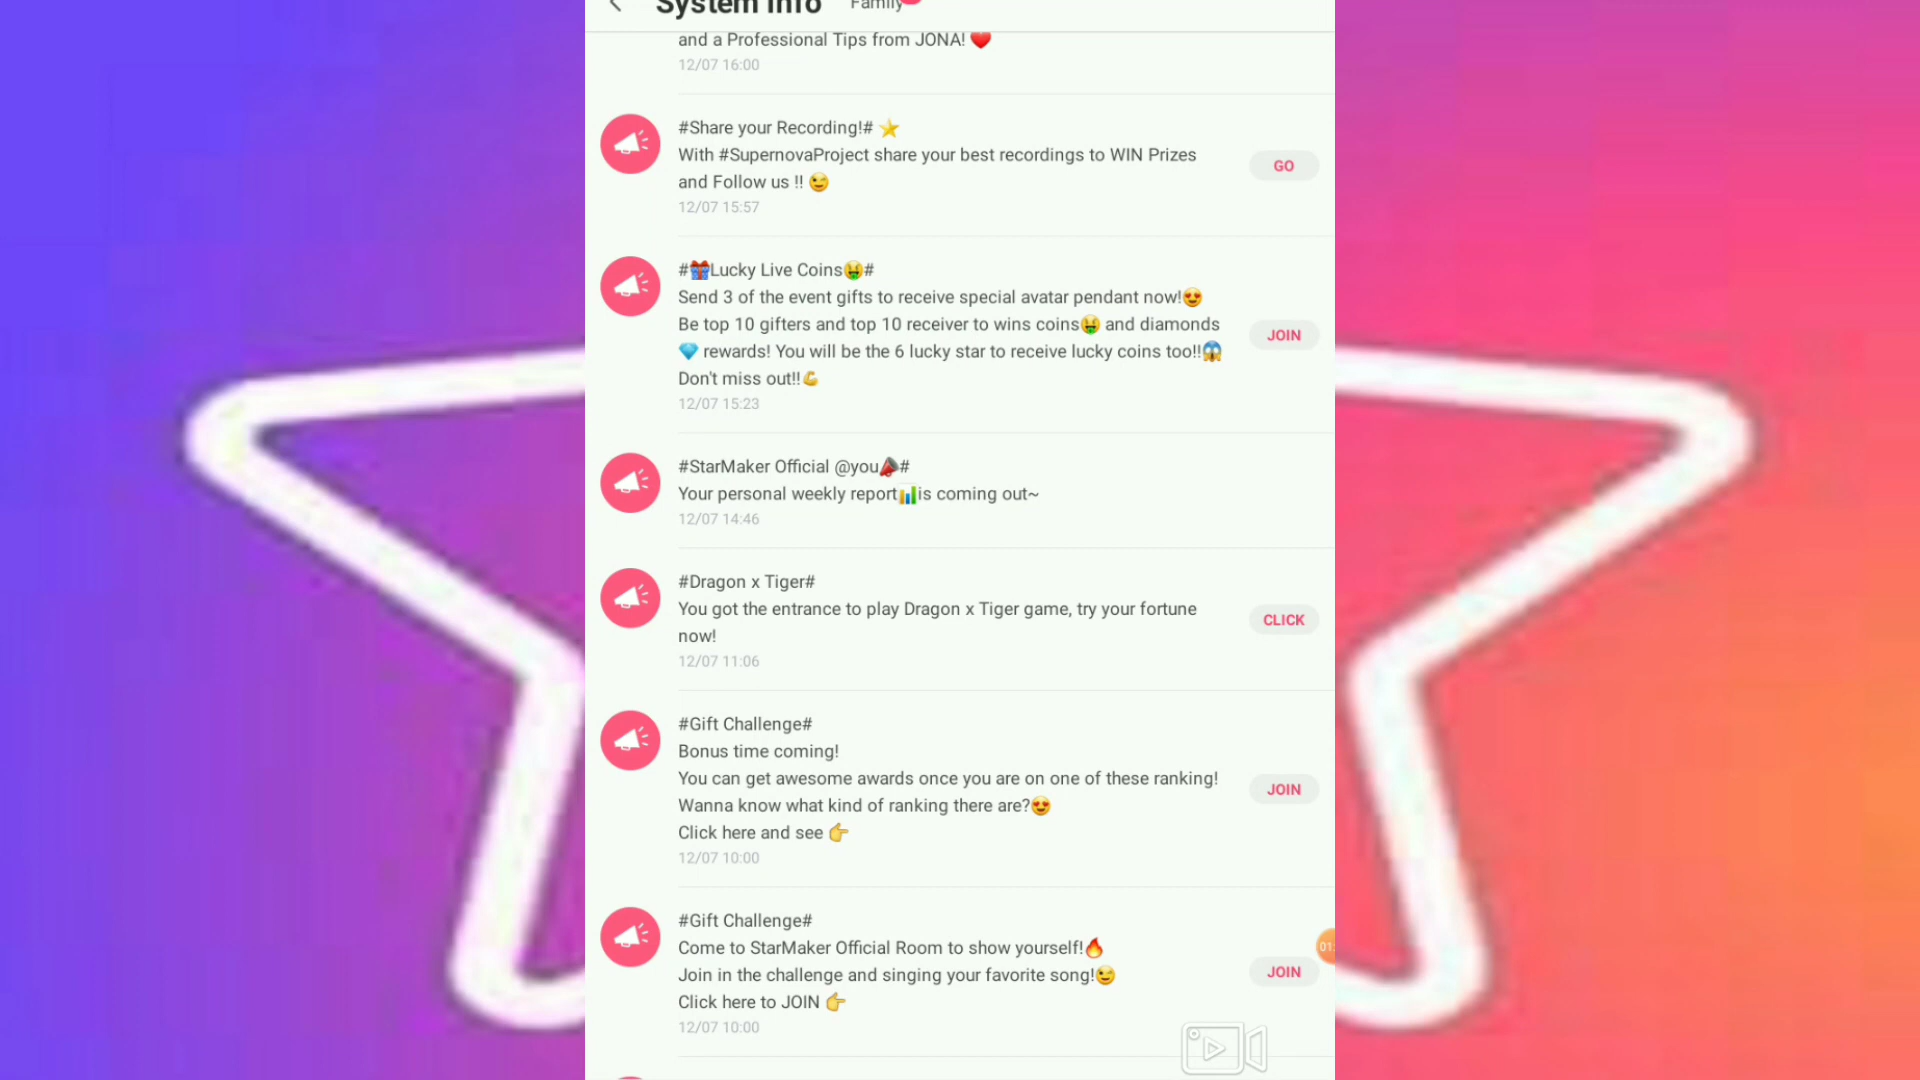 System Info Family
and a Professional Tips from JONA! ❤️
12/07 16:00
#Share your Recording!# ⭐
With #SupernovaProject share your best recordings to WIN Prizes
and Follow us !! 😉
12/07 15:57
GO
#🎁Lucky Live Coins🤑#
Send 3 of the event gifts to receive special avatar pendant now!😍
Be top 10 gifters and top 10 receiver to wins coins🤑 and diamonds
💎 rewards! You will be the 6 lucky star to receive lucky coins too!!😱
Don't miss out!!💪
12/07 15:23
JOIN
#StarMaker Official @you📣#
Your personal weekly report📊is coming out~
12/07 14:46
#Dragon x Tiger#
You got the entrance to play Dragon x Tiger game, try your fortune
now!
12/07 11:06
CLICK
#Gift Challenge#
Bonus time coming!
You can get awesome awards once you are on one of these ranking!
Wanna know what kind of ranking there are?😍
Click here and see 👉
12/07 10:00
JOIN
#Gift Challenge#
Come to StarMaker Official Room to show yourself!🔥
Join in the challenge and singing your favorite song!😉
Click here to JOIN 👉
12/07 10:00
JOIN